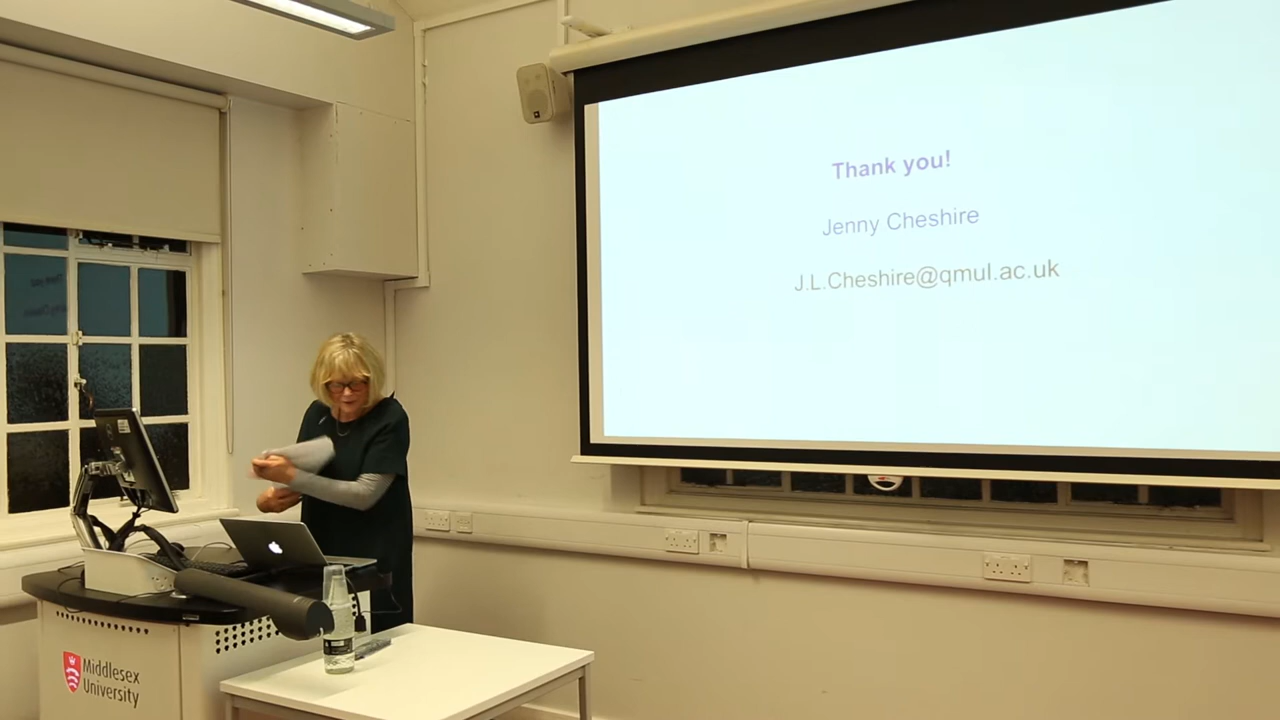 Thank you!
Jenny Cheshire
J.L.Cheshire@qmul.ac.uk
Middlesex
University